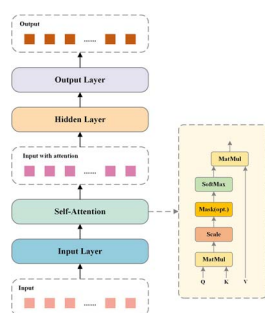 Output
......
Output Layer
Hidden Layer
Input with attention
......
Self-Attention
Input Layer
Input
......
MatMul
SoftMax
Mask(opt.)
Scale
MatMul
Q K V